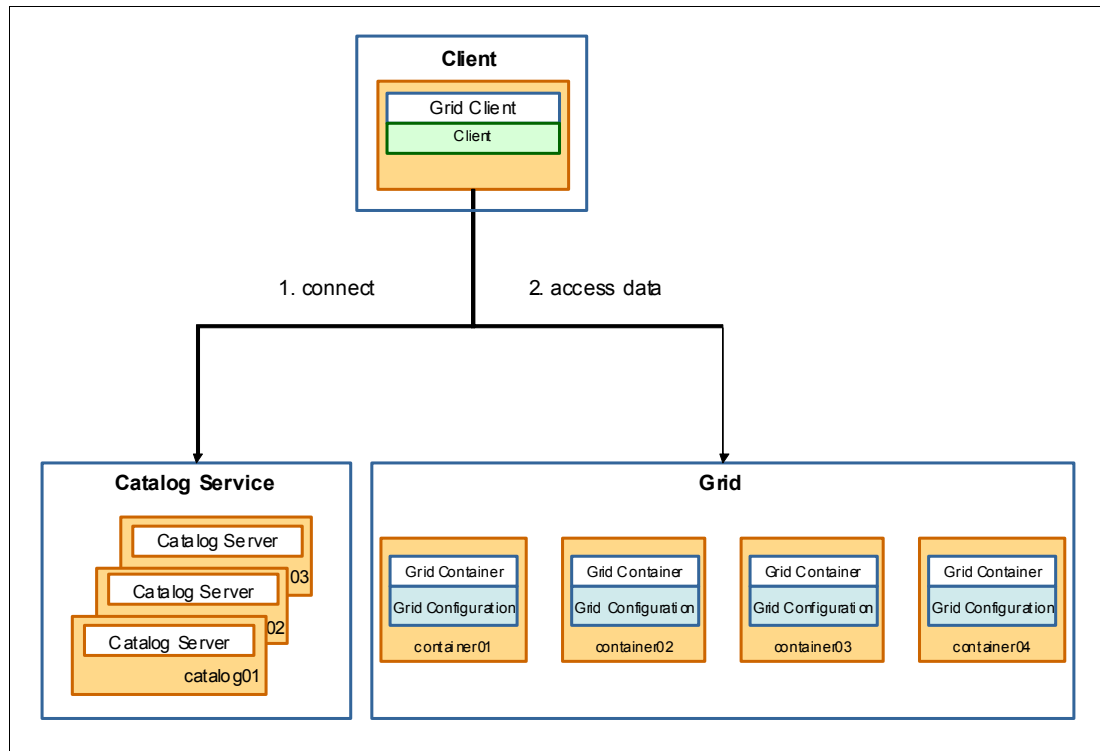 Client
Grid Client
Client
1. connect
2. access data
Catalog Service
Catalog Server
03
Catalog Server
02
Catalog Server
catalog01
Grid
Grid Container
Grid Configuration
container01
Grid Container
Grid Configuration
container02
Grid Container
Grid Configuration
container03
Grid Container
Grid Configuration
container04